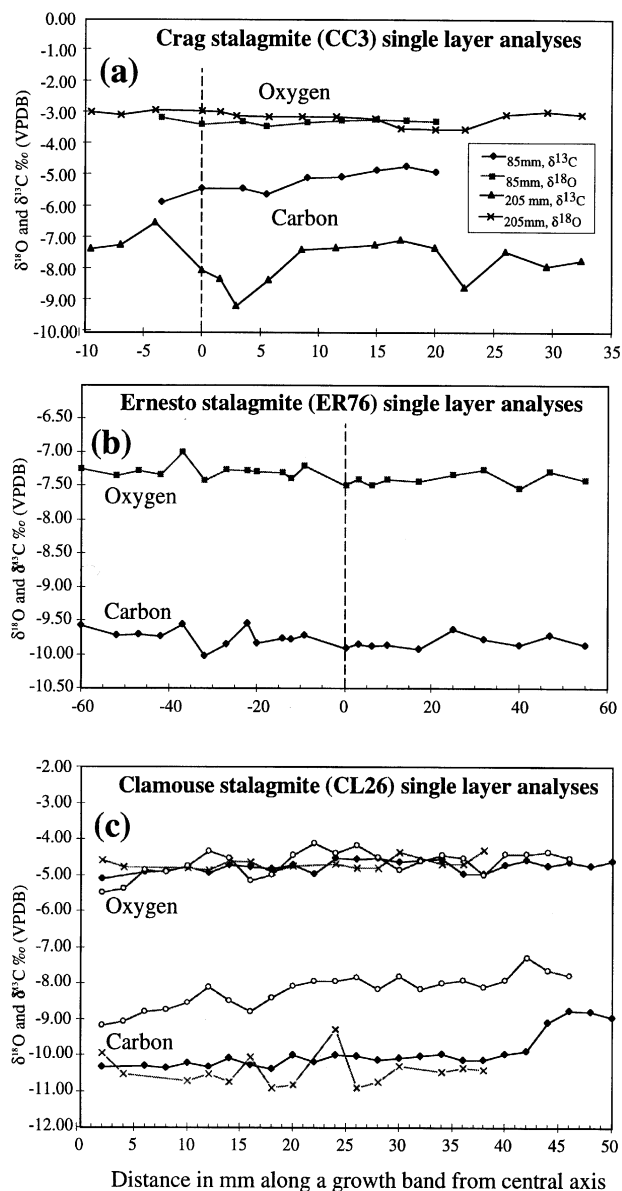 Crag stalagmite (CC3) single layer analyses
(a)
0.00
-1.00
-2.00
-3.00
-4.00
-5.00
-6.00
-7.00
-8.00
-9.00
-10.00
δ¹⁸O and δ¹³C ‰ (VPDB)
Oxygen
Carbon
85mm, δ¹³C
85mm, δ¹⁸O
205 mm, δ¹³C
205mm, δ¹⁸O
-10 -5 0 5 10 15 20 25 30 35
Ernesto stalagmite (ER76) single layer analyses
(b)
-6.50
-7.00
-7.50
-8.00
-8.50
-9.00
-9.50
-10.00
-10.50
δ¹⁸O and δ¹³C ‰ (VPDB)
Oxygen
Carbon
-60 -40 -20 0 20 40 60
Clamouse stalagmite (CL26) single layer analyses
(c)
-2.00
-3.00
-4.00
-5.00
-6.00
-7.00
-8.00
-9.00
-10.00
-11.00
-12.00
δ¹⁸O and δ¹³C ‰ (VPDB)
Oxygen
Carbon
0 5 10 15 20 25 30 35 40 45 50
Distance in mm along a growth band from central axis